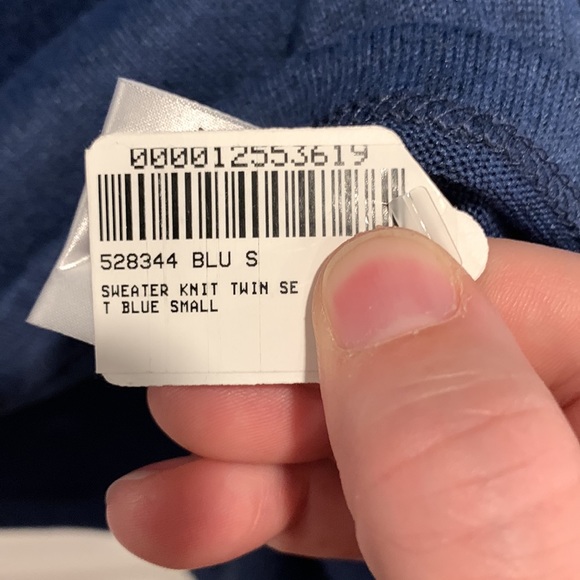 000012553619
528344 BLU S
SWEATER KNIT TWIN SE
T BLUE SMALL